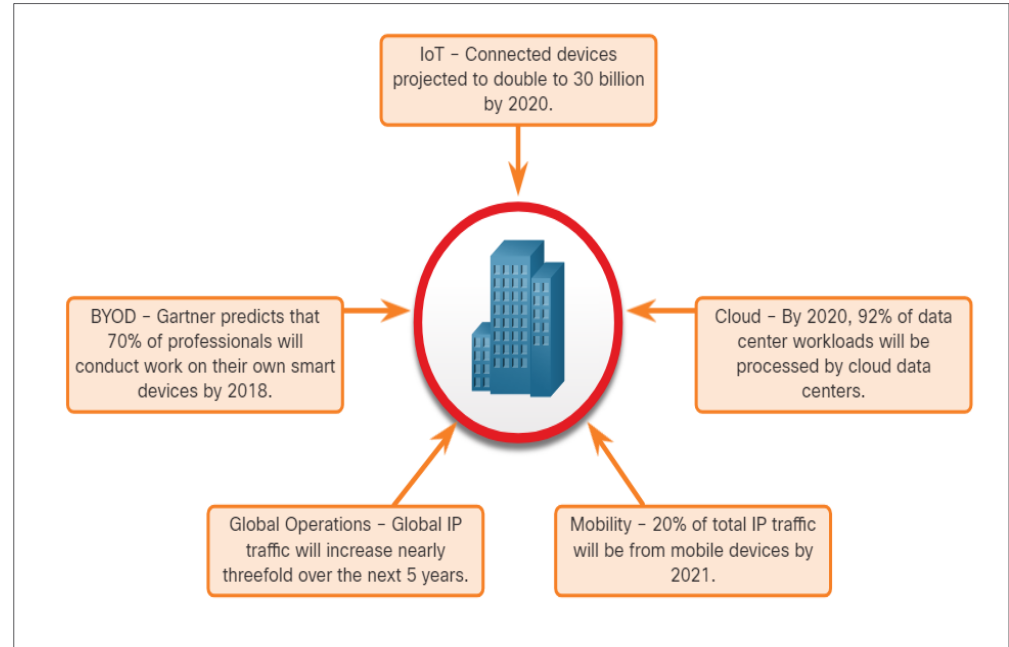 IoT – Connected devices
projected to double to 30 billion
by 2020.
BYOD – Gartner predicts that
70% of professionals will
conduct work on their own smart
devices by 2018.
Cloud – By 2020, 92% of data
center workloads will be
processed by cloud data
centers.
Global Operations – Global IP
traffic will increase nearly
threefold over the next 5 years.
Mobility – 20% of total IP traffic
will be from mobile devices by
2021.